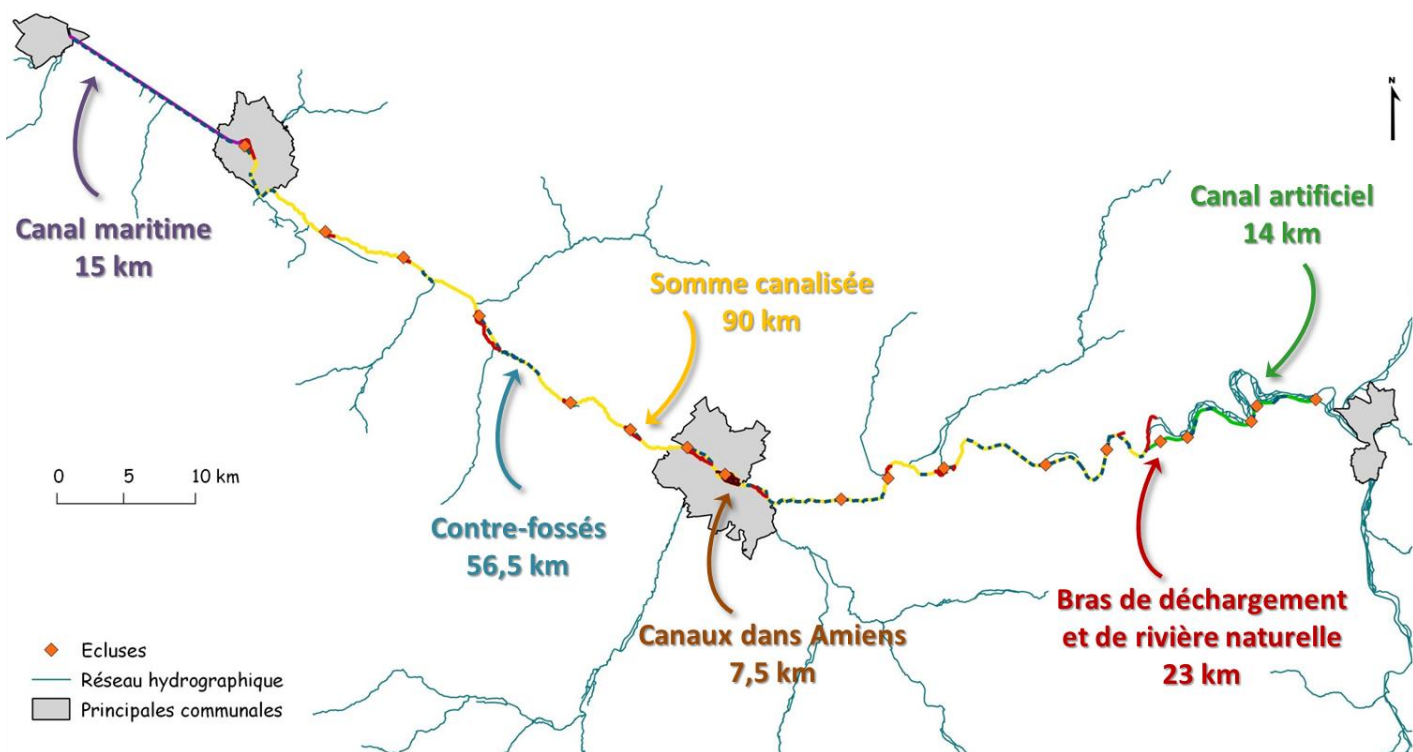 N
Canal maritime
15 km
Canal artificiel
14 km
Somme canalisée
90 km
0 5 10 km
Contre-fossés
56,5 km
Canaux dans Amiens
7,5 km
Bras de déchargement
et de rivière naturelle
23 km
Ecluses
Réseau hydrographique
Principales communales